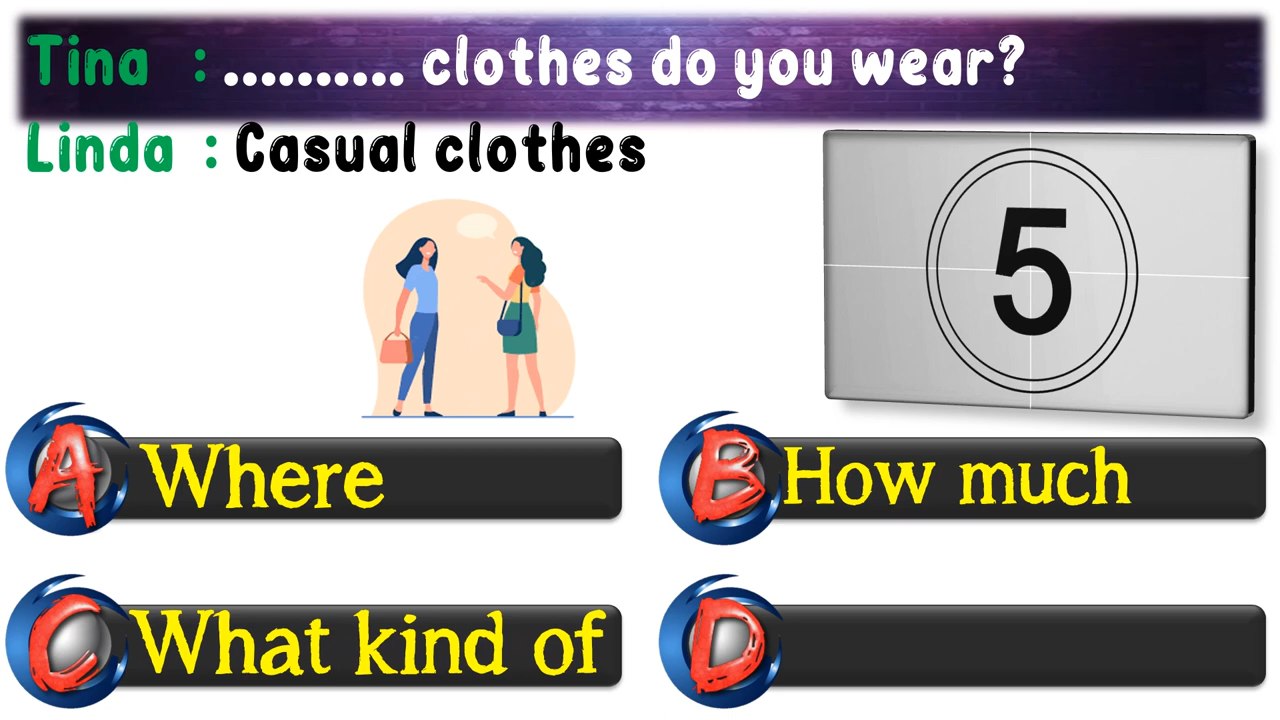 Tina : .......... clothes do you wear?
Linda : Casual clothes
5
A Where
B How much
C What kind of
D